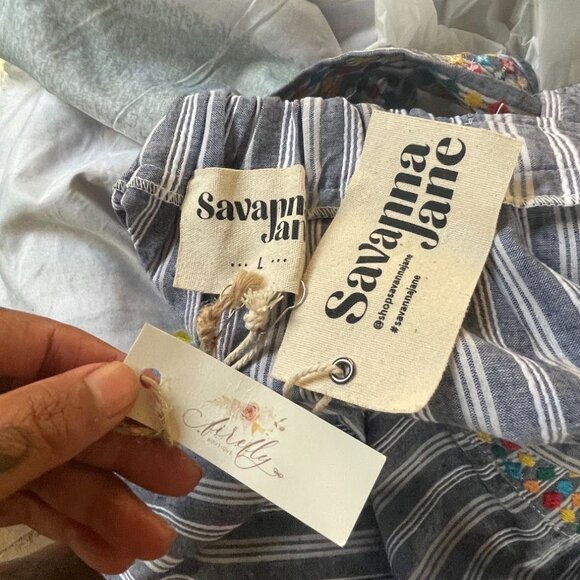 Savanna
Jane
... L ...
Savanna
Jane
@shopsavannajane
#savannajane
firefly